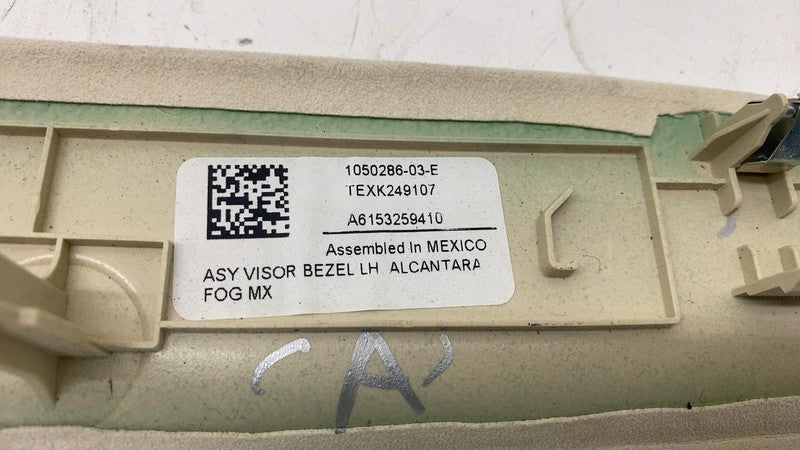 1050286-03-E
TEXK249107
A6153259410
Assembled In MEXICO
ASY VISOR BEZEL LH ALCANTARA
FOG MX
(A)